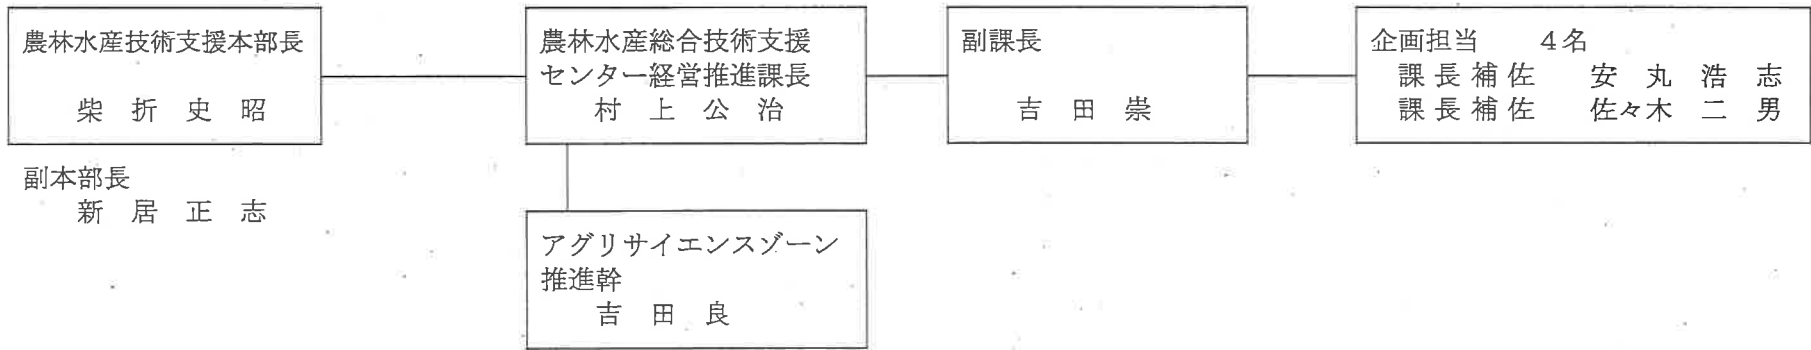 農林水産技術支援本部長
柴 折 史 昭
副本部長
新 居 正 志
農林水産総合技術支援
センター経営推進課長
村 上 公 治
アグリサイエンスゾーン
推進幹
吉 田 良
副課長
吉 田 崇
企画担当　4名
課 長 補 佐　安 丸 浩 志
課 長 補 佐　佐々木 二 男